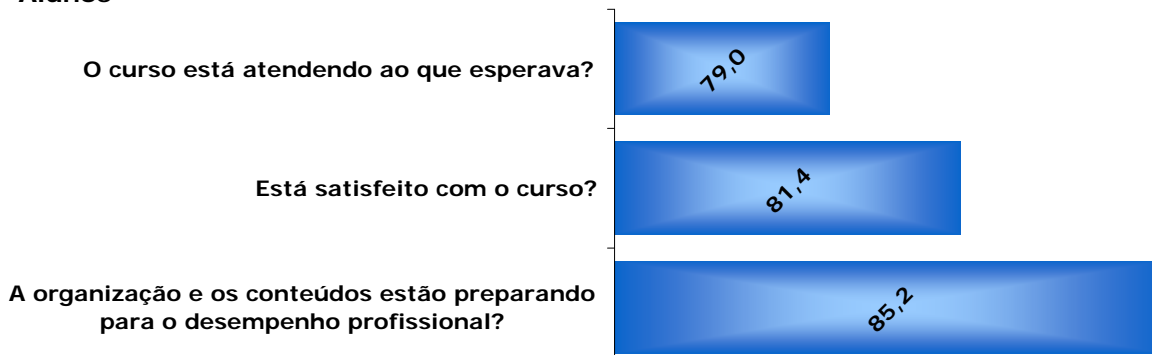 Alunos
O curso está atendendo ao que esperava?
79,0
Está satisfeito com o curso?
81,4
A organização e os conteúdos estão preparando
para o desempenho profissional?
85,2